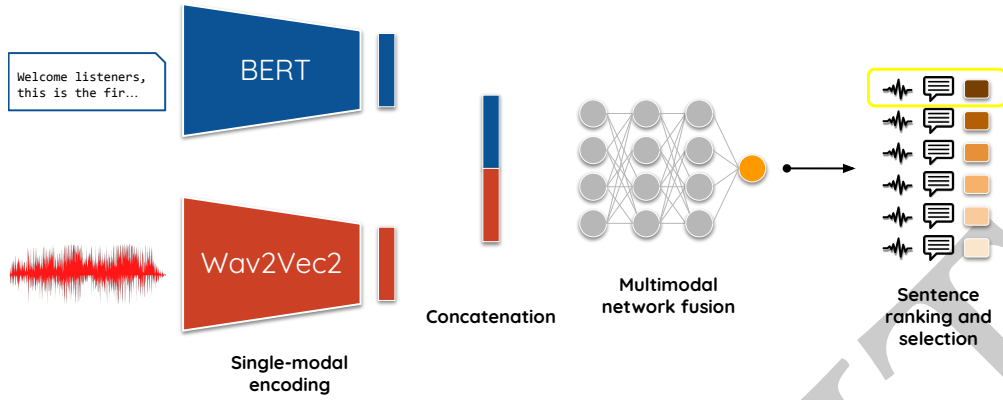 Welcome listeners,
this is the fir...
BERT
Wav2Vec2
Single-modal
encoding
Concatenation
Multimodal
network fusion
Sentence
ranking and
selection